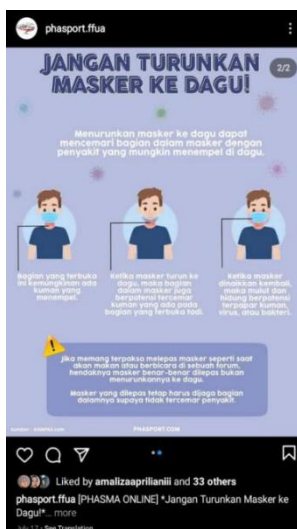 phasport.ffua
2/2
JANGAN TURUNKAN
MASKER KE DAGU!
Menurunkan masker ke dagu dapat
mencemari bagian dalam masker dengan
penyakit yang mungkin menempel di dagu.
Bagian yang terbuka
ini kemungkinan ada
kuman yang
menempel.
Ketika masker turun ke
dagu, maka bagian
dalam masker juga
berpotensi tercemar
kuman yang ada pada
bagian yang terbuka tadi.
Ketika masker
dinaikkan kembali,
maka mulut dan
hidung berpotensi
terpapar kuman,
virus, atau bakteri.
Jika memang terpaksa melepas masker seperti saat
akan makan atau berbicara di sebuah forum,
hendaknya masker benar-benar dilepas bukan
menurunkannya ke dagu.
Masker yang dilepas tetap harus dijaga bagian
dalamnya supaya tidak tercemar penyakit.
PHASPORT.COM
Liked by amalizaapriliani​ii and 33 others
phasport.ffua [PHASMA ONLINE] *Jangan Turunkan Masker ke
Dagu!*... more
July 17 • See Translation